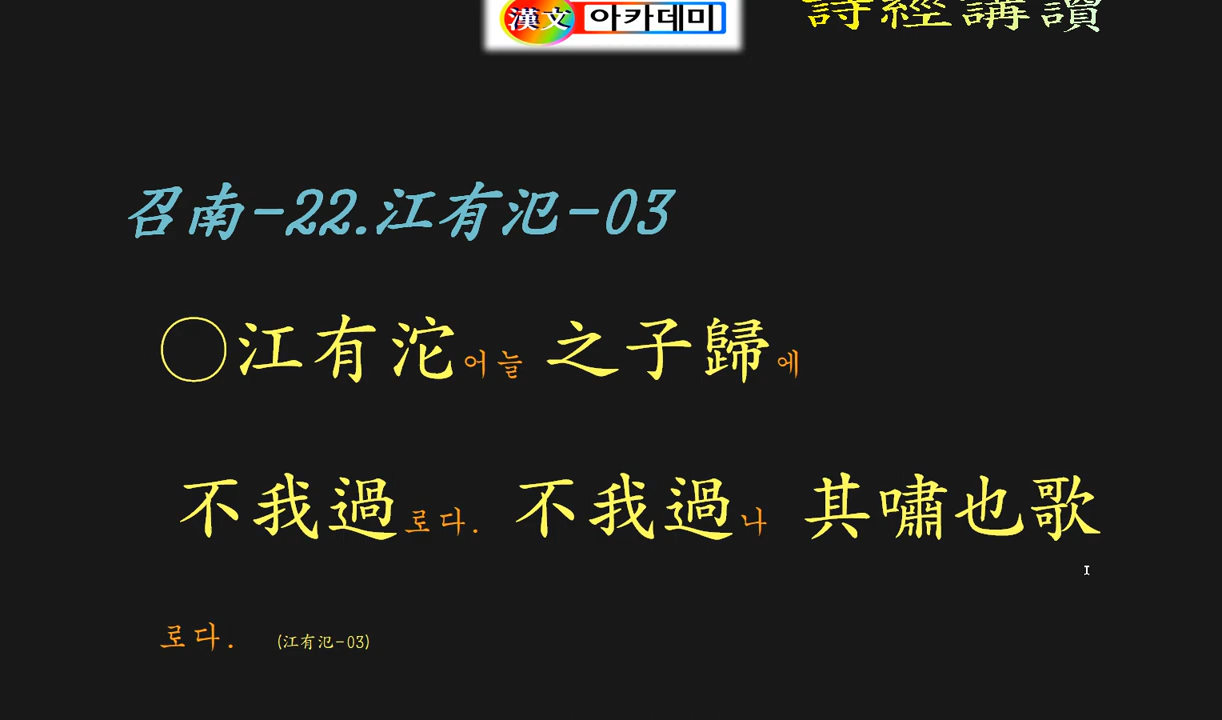 漢文 아카데미 詩經講讀
召南-22.江有氾-03
◯江有沱어늘 之子歸에
不我過로다. 不我過나 其嘯也歌
로다. (江有氾-03)